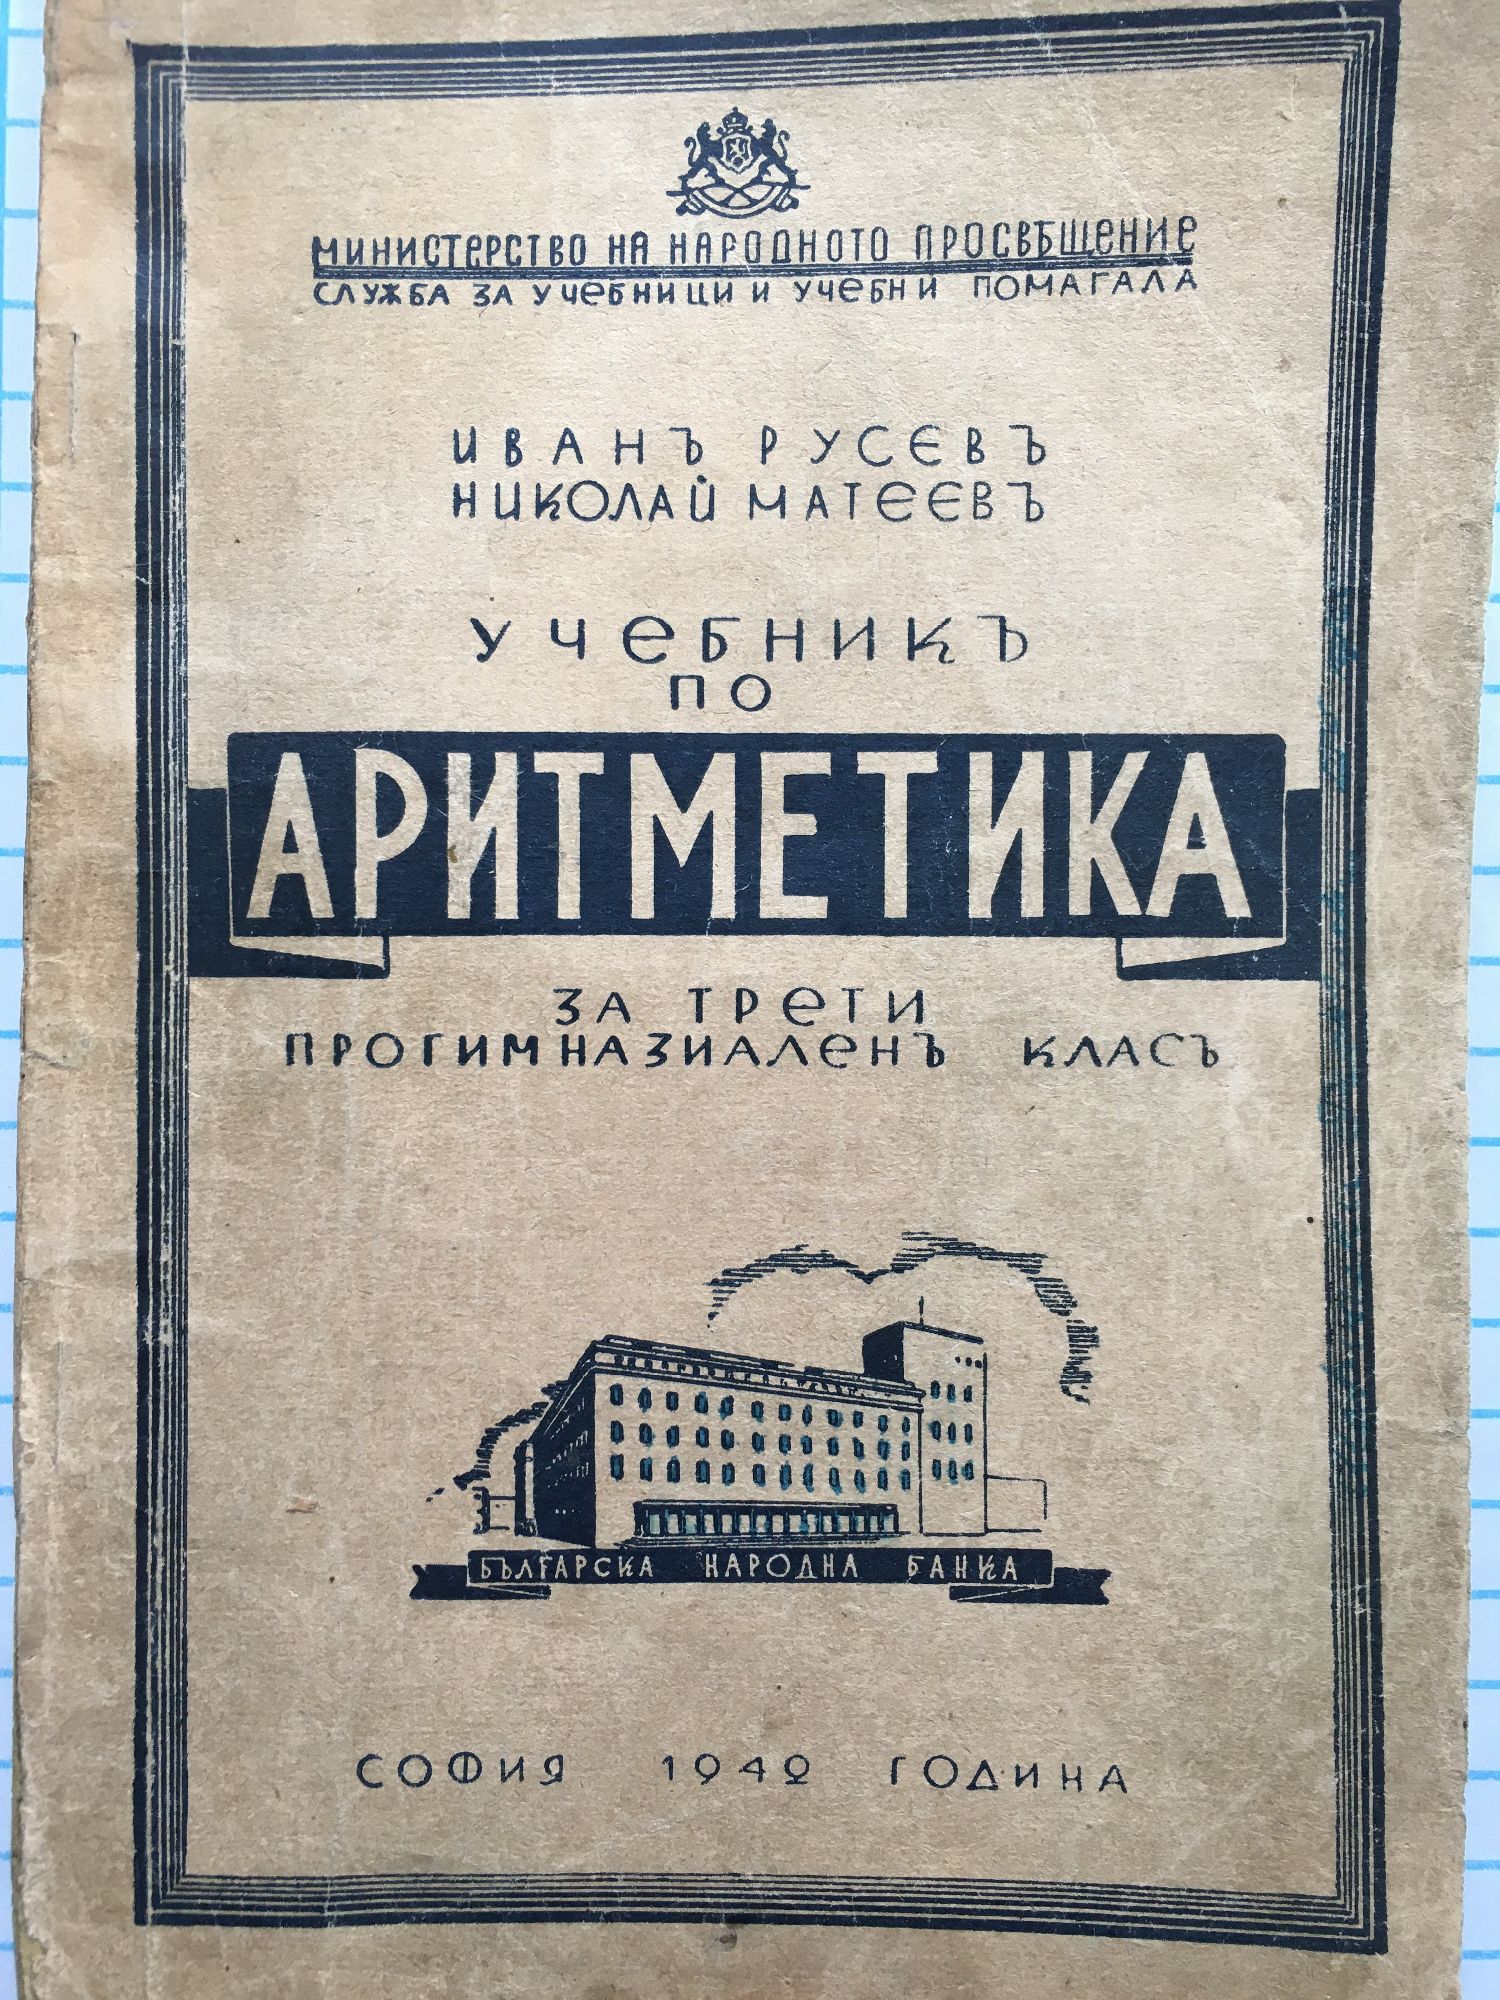 МИНИСТЕРСТВО НА НАРОДНОТО ПРОСВѢЩЕНИЕ
СЛУЖБА ЗА УЧЕБНИЦИ И УЧЕБНИ ПОМАГАЛА
ИВАНЪ РУСЕВЪ
НИКОЛАЙ МАТЕЕВЪ
УЧЕБНИКЪ
ПО
АРИТМЕТИКА
ЗА ТРЕТИ
ПРОГИМНАЗИАЛЕНЪ КЛАСЪ
БЪЛГАРСКА НАРОДНА БАНКА
СОФИЯ 1942 ГОДИНА